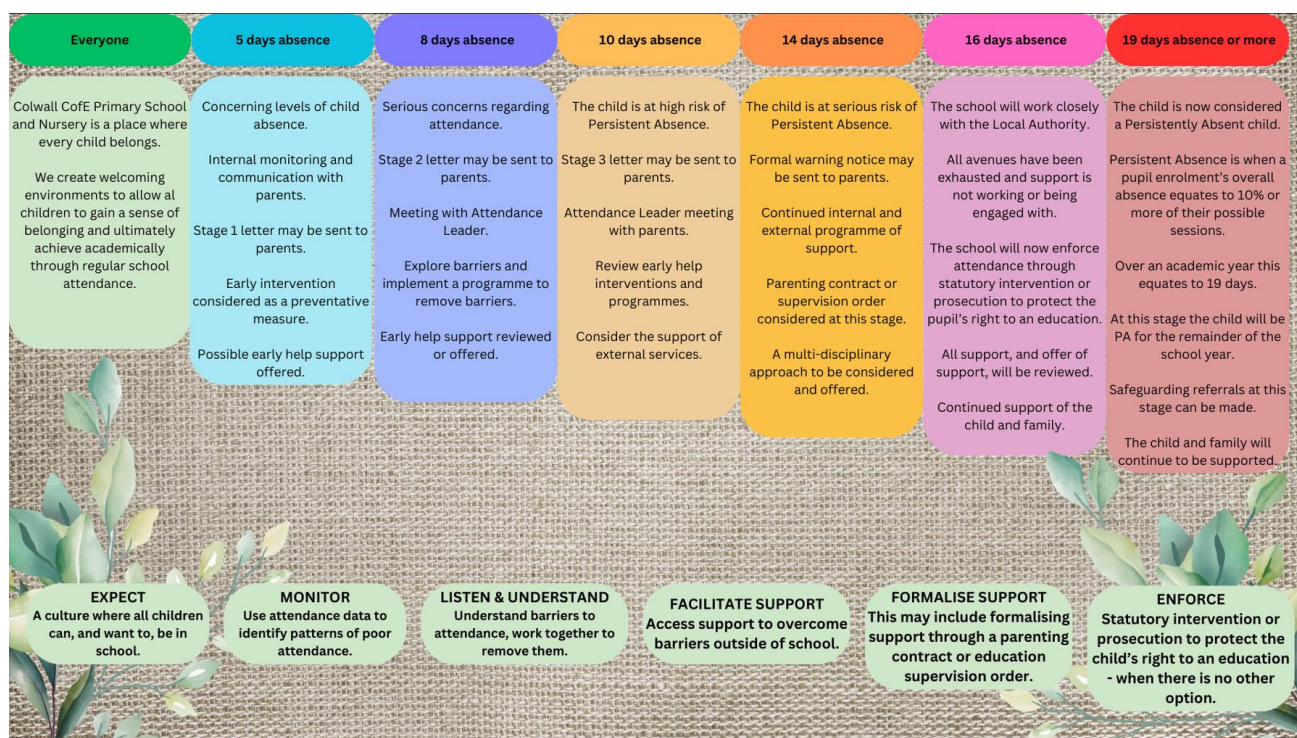 Everyone
Colwall CofE Primary School
and Nursery is a place where
every child belongs.
We create welcoming
environments to allow al
children to gain a sense of
belonging and ultimately
achieve academically
through regular school
attendance.
5 days absence
Concerning levels of child
absence.
Internal monitoring and
communication with
parents.
Stage 1 letter may be sent to
parents.
Early intervention
considered as a preventative
measure.
Possible early help support
offered.
8 days absence
Serious concerns regarding
attendance.
Stage 2 letter may be sent to
parents.
Meeting with Attendance
Leader.
Explore barriers and
implement a programme to
remove barriers.
Early help support reviewed
or offered.
10 days absence
The child is at high risk of
Persistent Absence.
Stage 3 letter may be sent to
parents.
Attendance Leader meeting
with parents.
Review early help
interventions and
programmes.
Consider the support of
external services.
14 days absence
The child is at serious risk of
Persistent Absence.
Formal warning notice may
be sent to parents.
Continued internal and
external programme of
support.
Parenting contract or
supervision order
considered at this stage.
A multi-disciplinary
approach to be considered
and offered.
16 days absence
The school will work closely
with the Local Authority.
All avenues have been
exhausted and support is
not working or being
engaged with.
The school will now enforce
attendance through
statutory intervention or
prosecution to protect the
pupil's right to an education.
All support, and offer of
support, will be reviewed.
Continued support of the
child and family.
19 days absence or more
The child is now considered
a Persistently Absent child.
Persistent Absence is when a
pupil enrolment's overall
absence equates to 10% or
more of their possible
sessions.
Over an academic year this
equates to 19 days.
At this stage the child will be
PA for the remainder of the
school year.
Safeguarding referrals at this
stage can be made.
The child and family will
continue to be supported.
EXPECT
A culture where all children
can, and want to, be in
school.
MONITOR
Use attendance data to
identify patterns of poor
attendance.
LISTEN & UNDERSTAND
Understand barriers to
attendance, work together to
remove them.
FACILITATE SUPPORT
Access support to overcome
barriers outside of school.
FORMALISE SUPPORT
This may include formalising
support through a parenting
contract or education
supervision order.
ENFORCE
Statutory intervention or
prosecution to protect the
child's right to an education
- when there is no other
option.